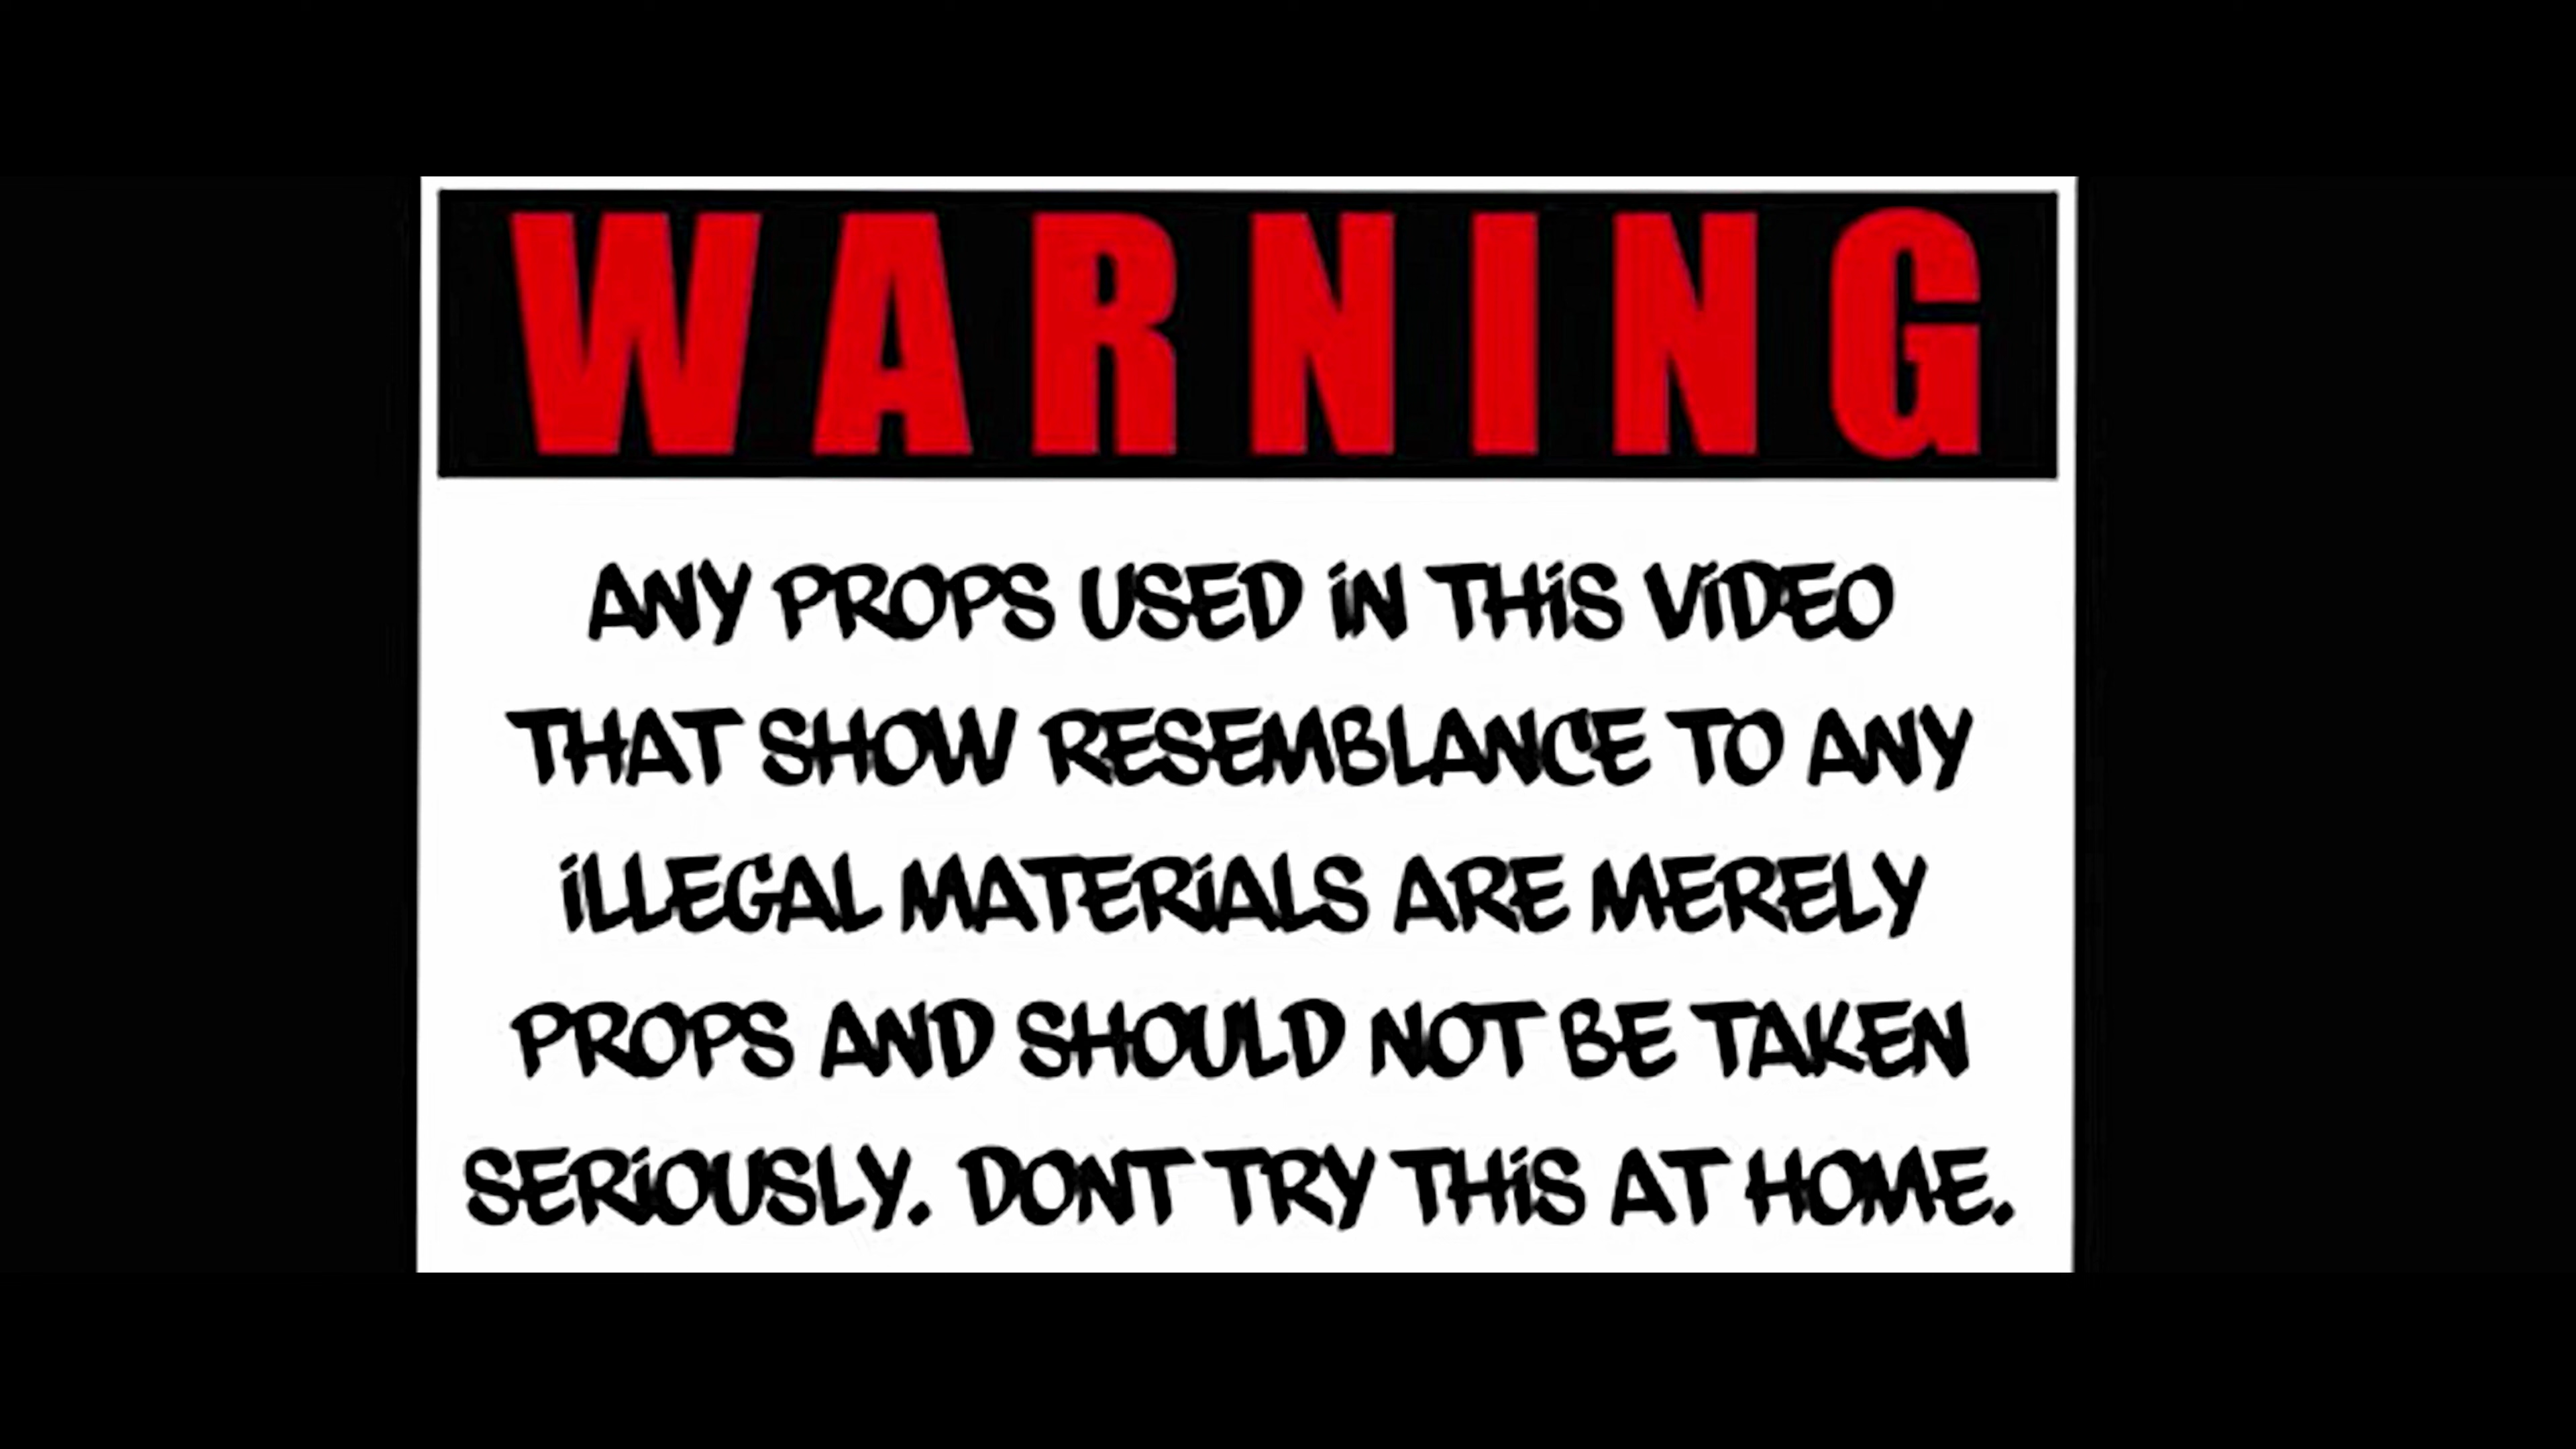 WARNING
ANY PROPS USED iN THiS ViDEO
THAT SHOW RESEMBLANCE TO ANY
iLLEGAL MATERiALS ARE MERELY
PROPS AND SHOULD NOT BE TAKEN
SERiOUSLY. DONT TRY THiS AT HOME.